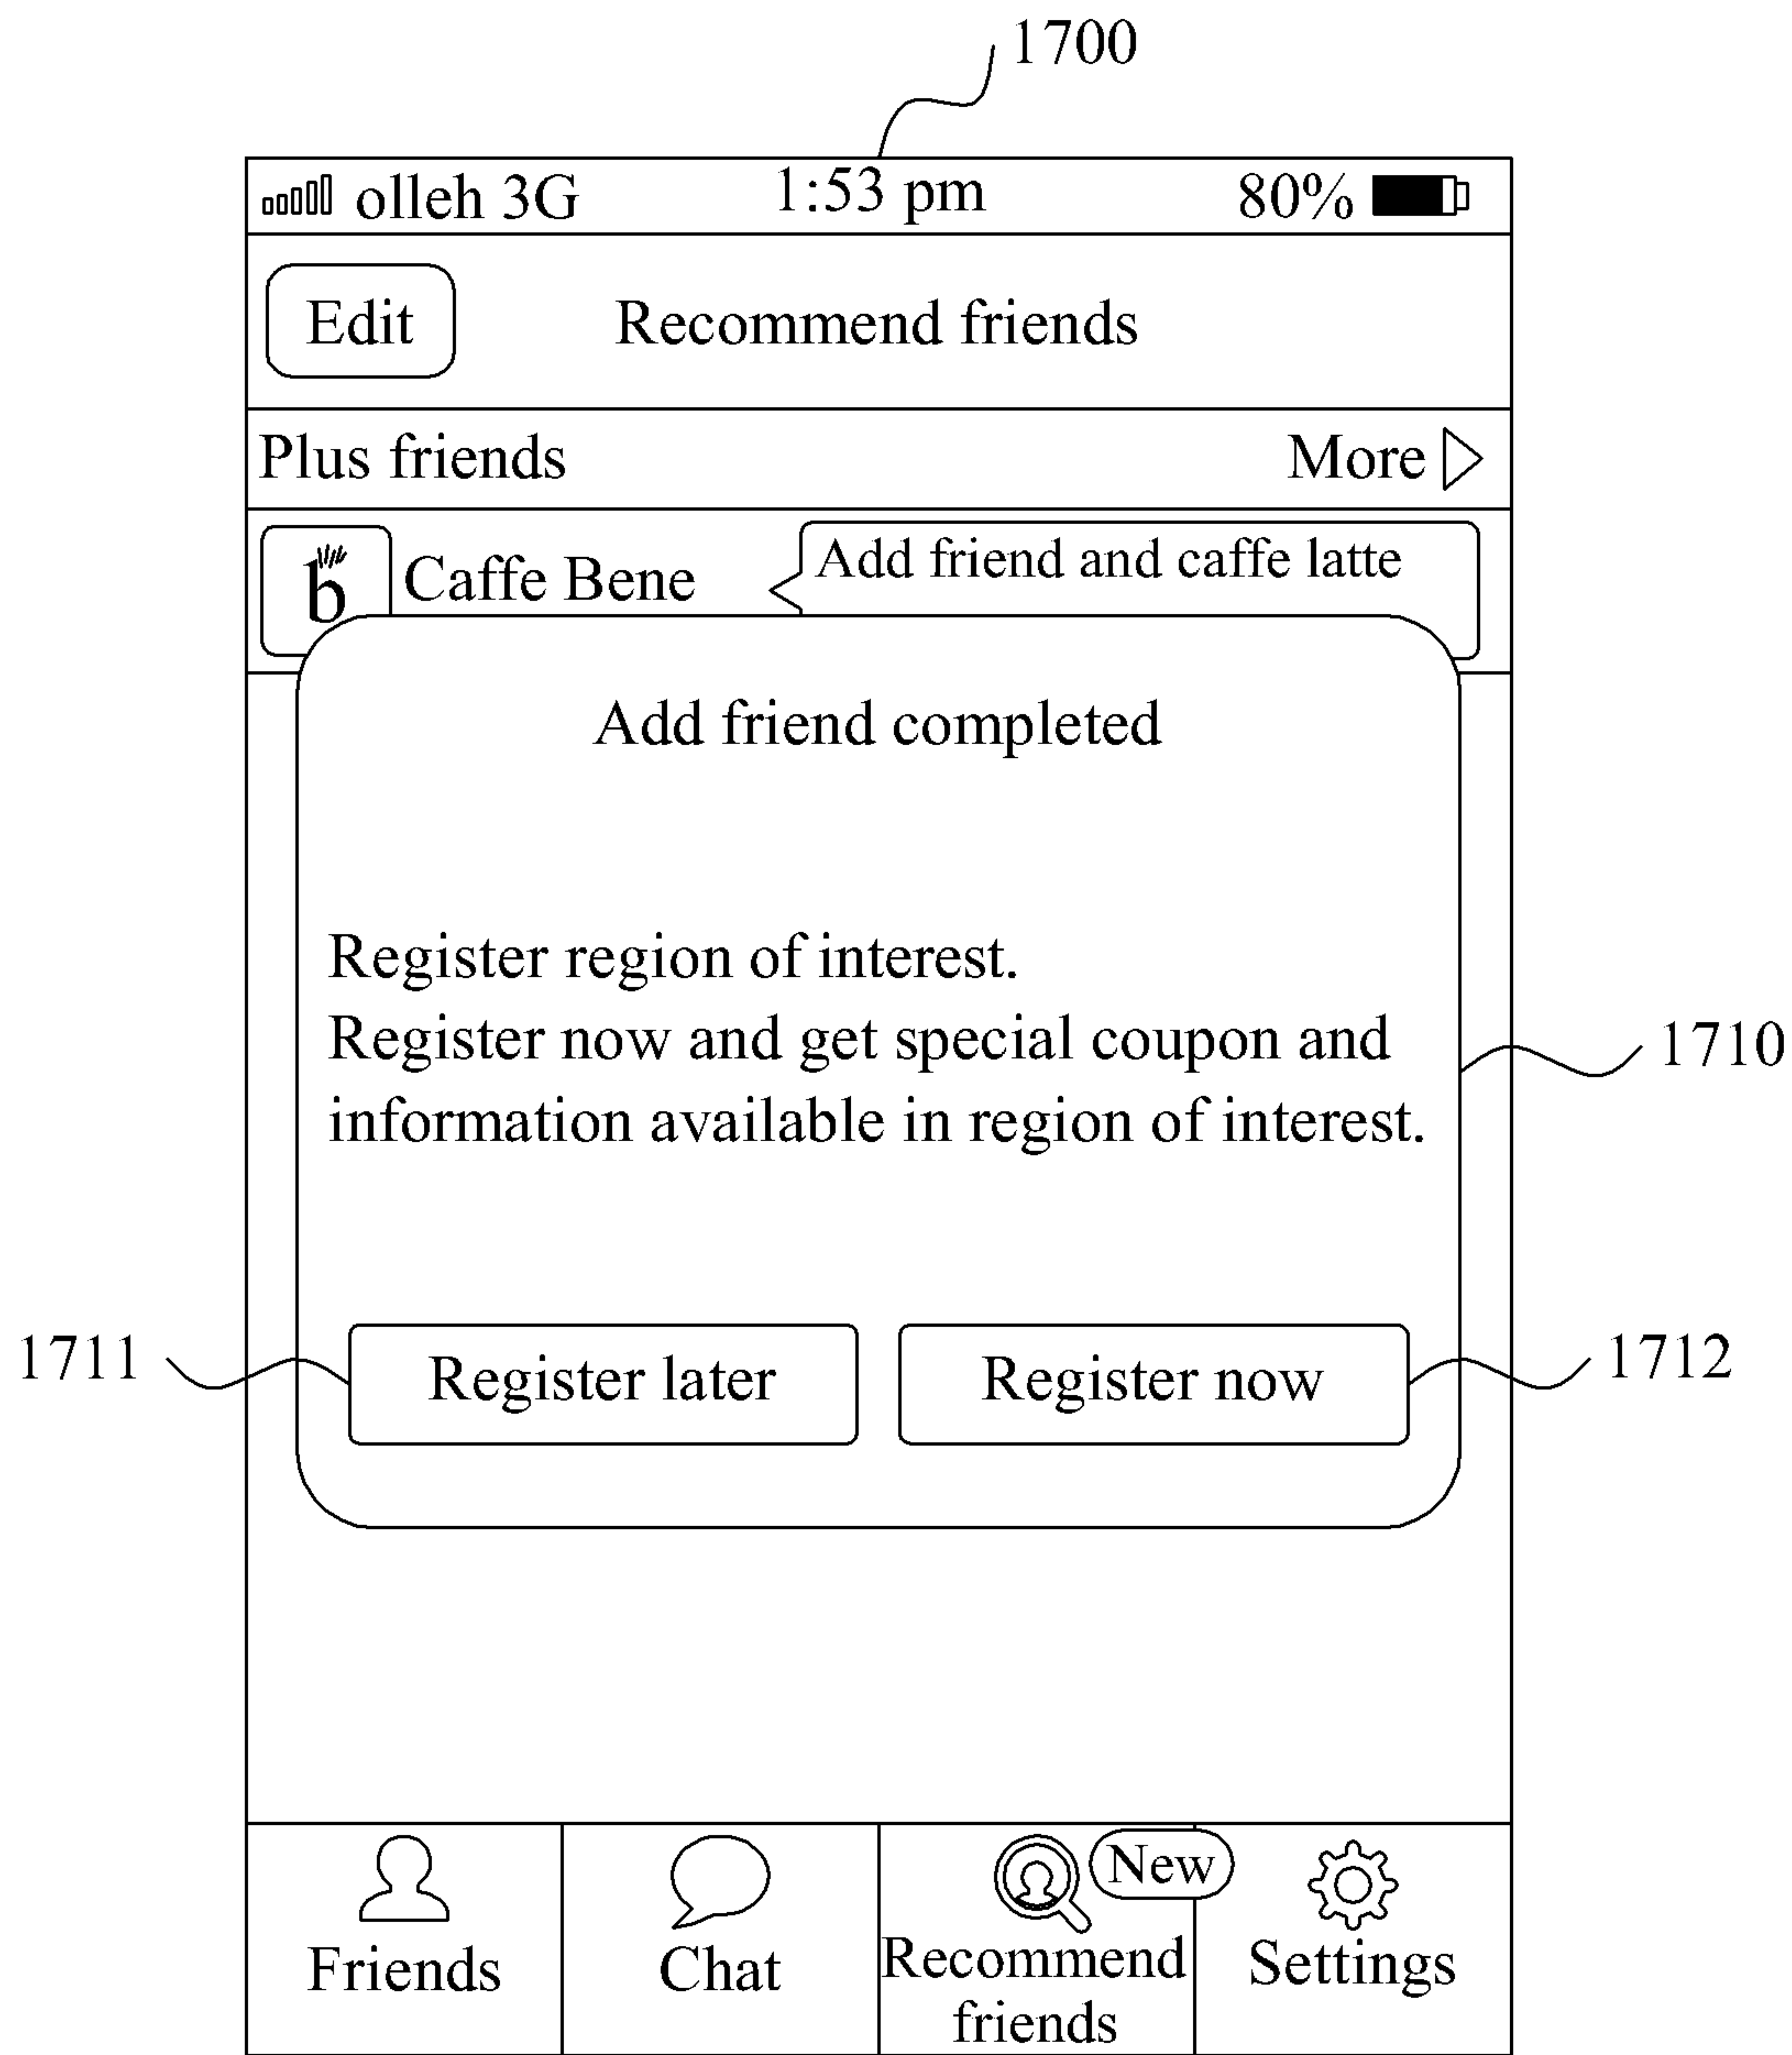 1700
olleh 3G 1:53 pm 80%
Edit Recommend friends
Plus friends More
b Caffe Bene Add friend and caffe latte
Add friend completed
Register region of interest.
Register now and get special coupon and
information available in region of interest.
1710
1711 Register later Register now 1712
New
Friends Chat Recommend Settings
friends